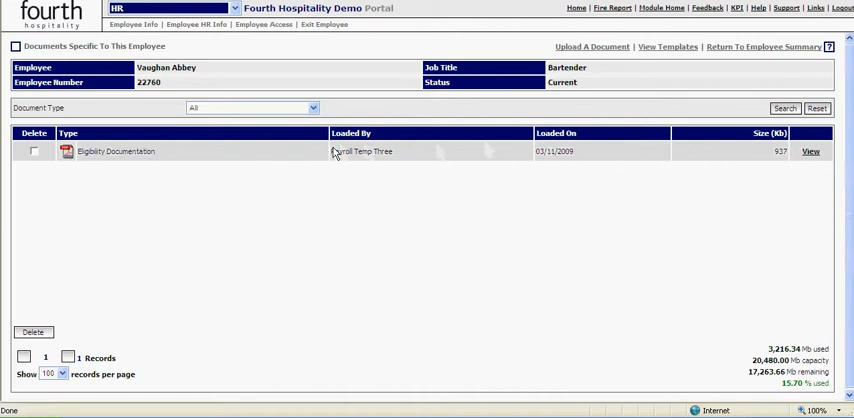 fourth
hospitality
HR
Fourth Hospitality Demo Portal
Home | Fire Report | Module Home | Feedback | KPI | Help | Support | Links | Logout
Employee Info | Employee HR Info | Employee Access | Exit Employee
Documents Specific To This Employee
Upload A Document | View Templates | Return To Employee Summary ?
Employee Vaughan Abbey Job Title Bartender
Employee Number 22760 Status Current
Document Type All Search Reset
Delete Type Loaded By Loaded On Size (Kb)
Eligibility Documentation Payroll Temp Three 03/11/2009 937 View
Delete
1 1 Records
Show 100 records per page
3,216.34 Mb used
20,480.00 Mb capacity
17,263.66 Mb remaining
15.70 % used
Done Internet 100%